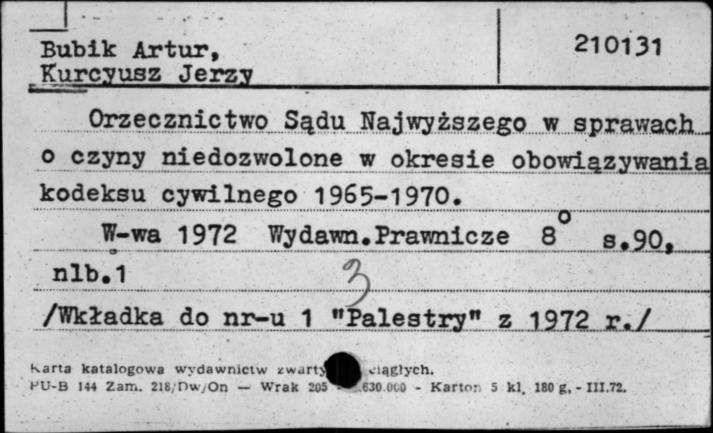 Bubik Artur,
210131
Kurcyusz Jerzy
Orzecznictwo Sądu Najwyższego w sprawach
o czyny niedozwolone w okresie obowiązywania
kodeksu cywilnego 1965-1970.
W-wa 1972 Wydawn.Prawnicze 8° s.90,
nlb.1
3
/Wkładka do nr-u 1 "Palestry" z 1972 r./
Karta katalogowa wydawnictw zwarty ciągłych.
PU-B 144 Zam. 218/Dw/On — Wrak 205 - .630.000 - Karton 5 kl. 180 g. - III.72.